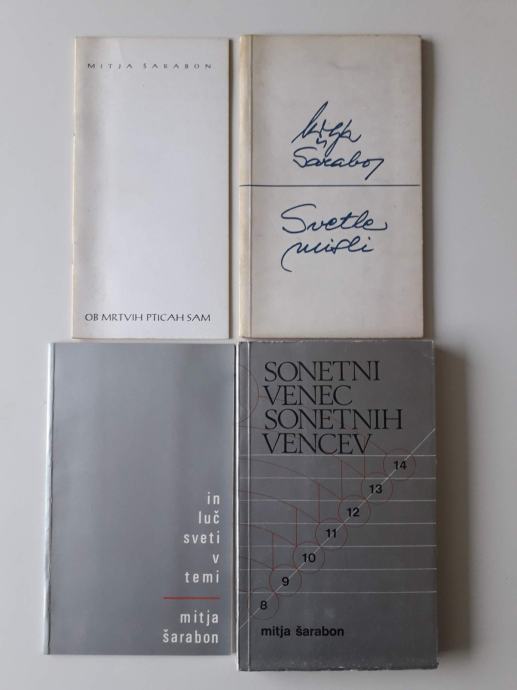 MITJA ŠARABON
OB MRTVIH PTICAH SAM
Mitja
Šarabon
Svetle
misli
in
luč
sveti
v
temi
mitja
šarabon
SONETNI
VENEC
SONETNIH
VENCEV
14
13
12
11
10
9
8
mitja šarabon